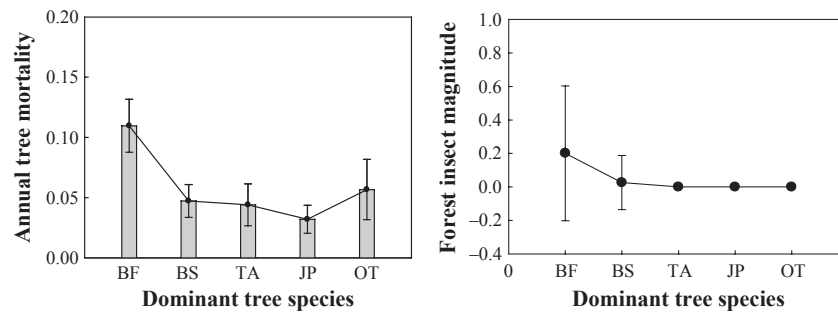 Annual tree mortality
0.20
0.15
0.10
0.05
0.00
BF BS TA JP OT
Dominant tree species
Forest insect magnitude
1.0
0.8
0.6
0.4
0.2
0.0
−0.2
−0.4
0 BF BS TA JP OT
Dominant tree species